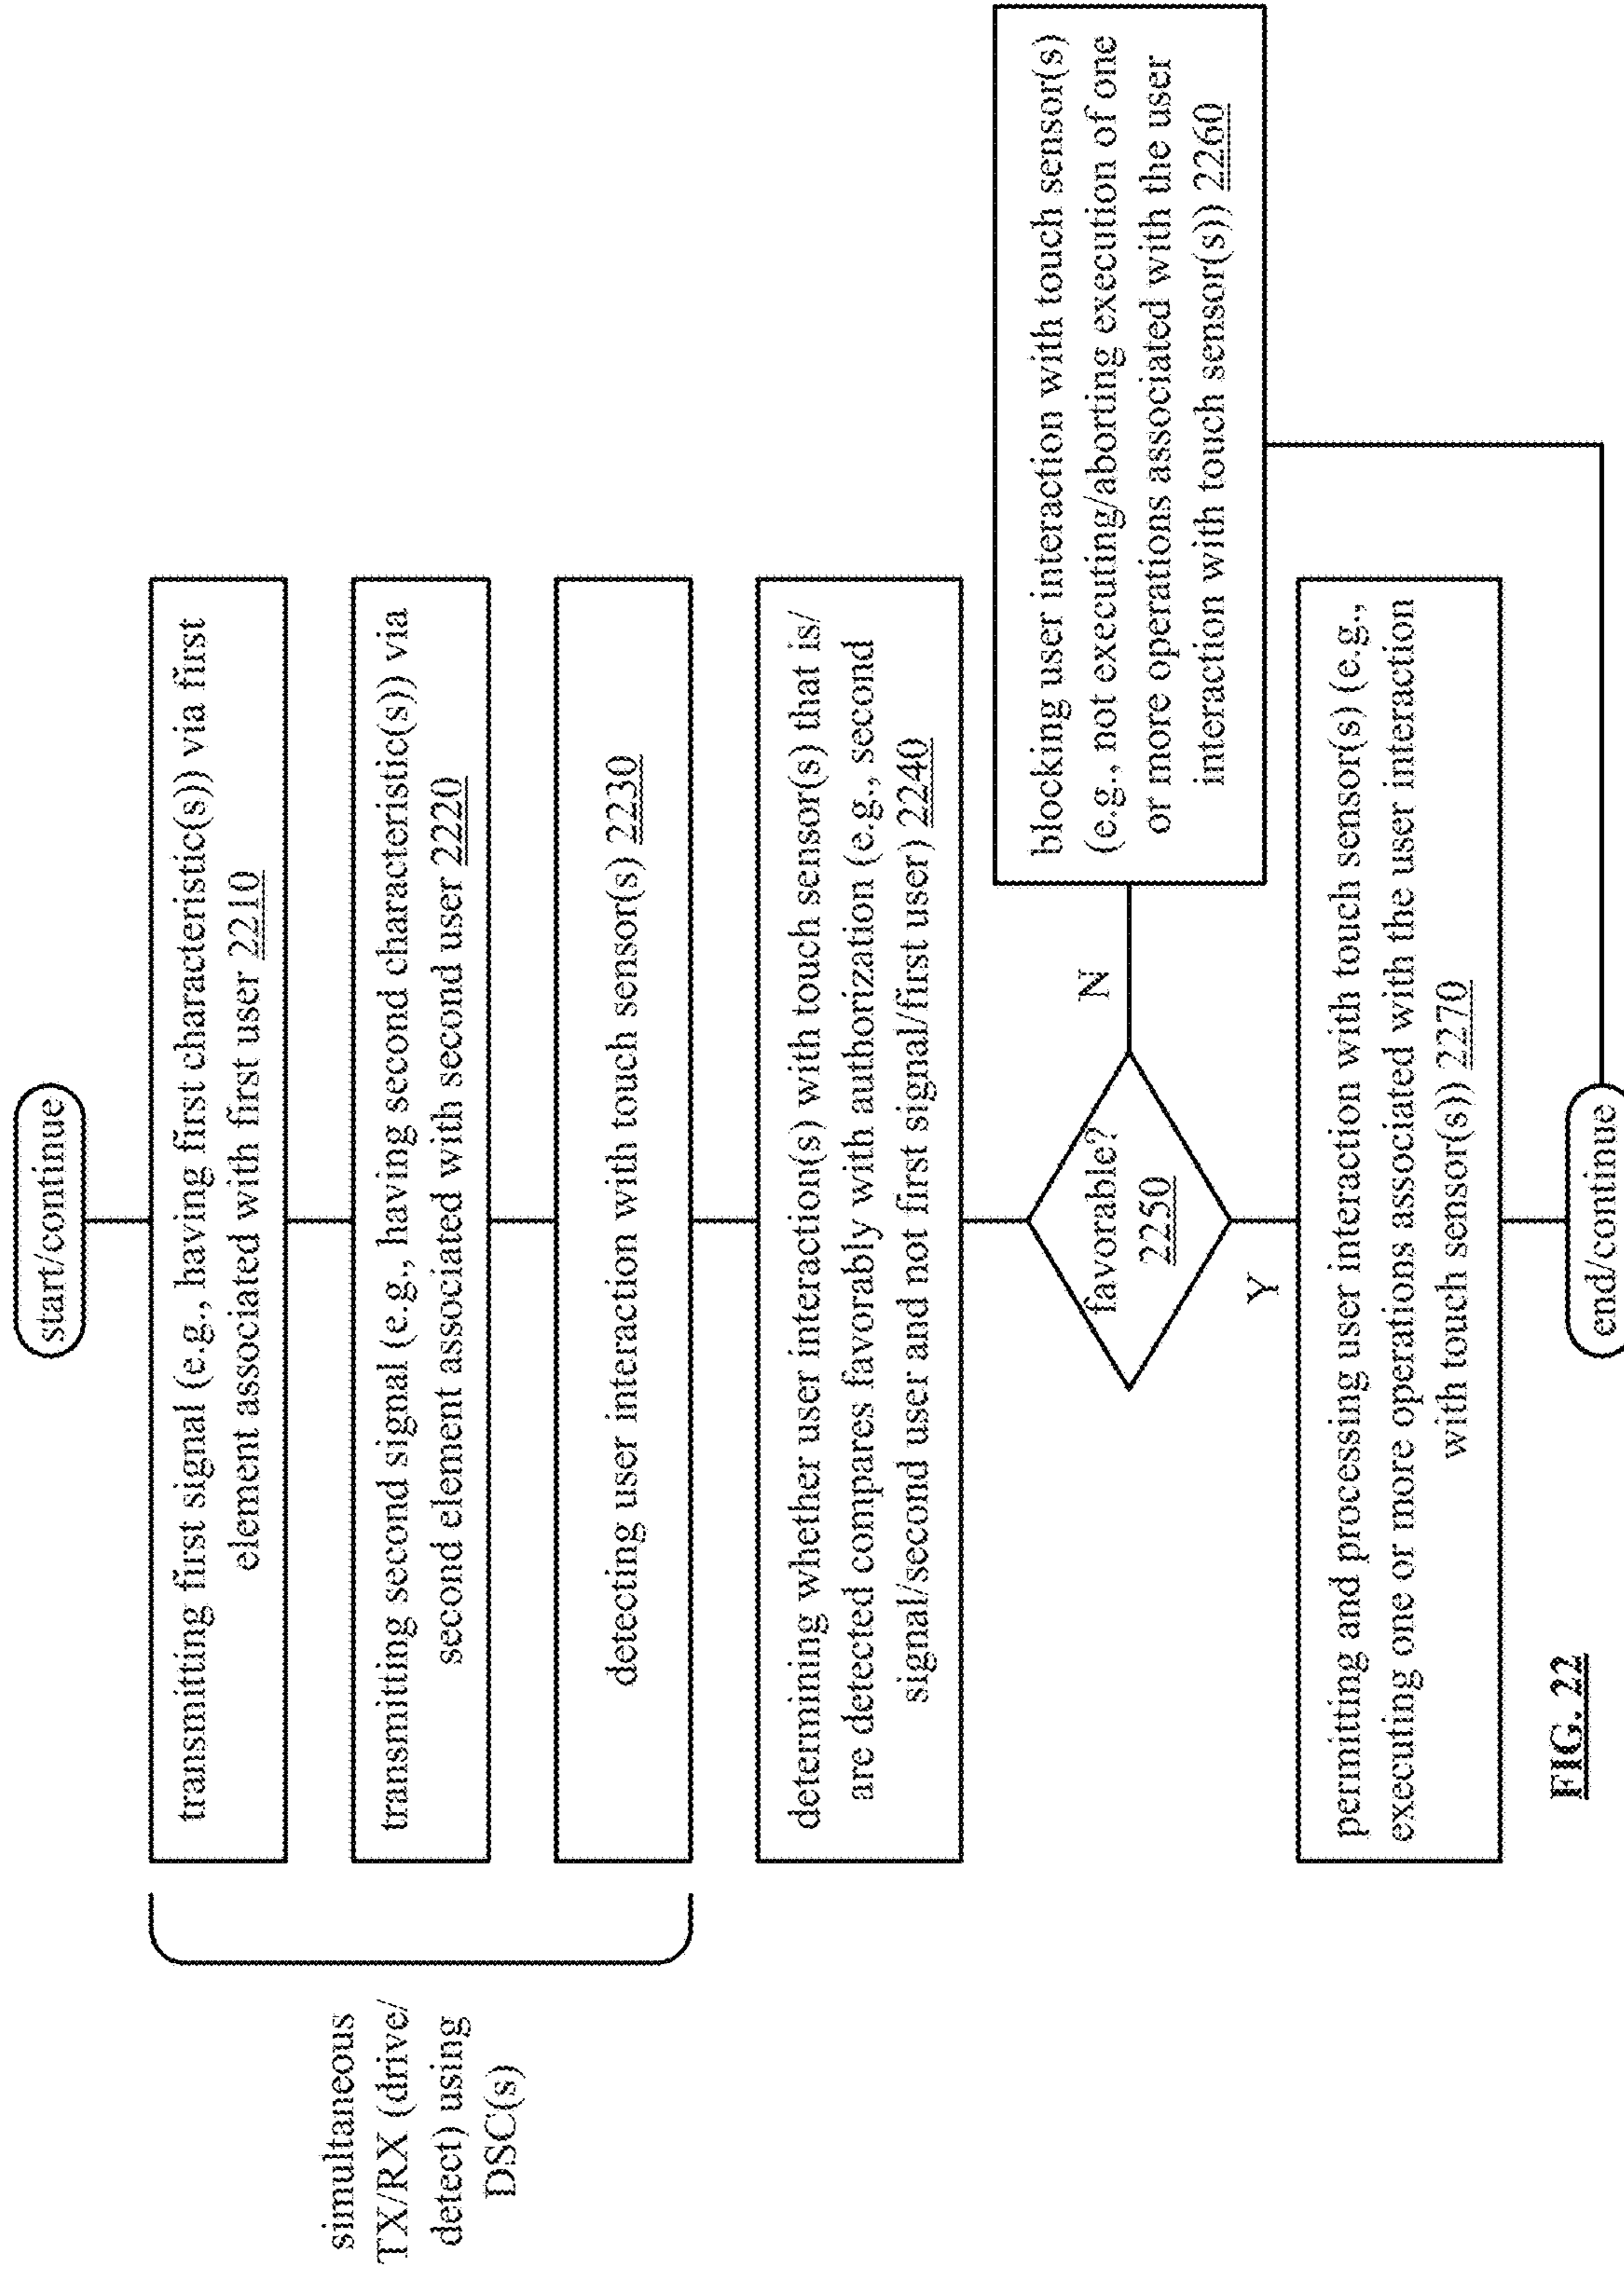 start/continue
simultaneous
TX/RX (drive/
detect) using
DSC(s)
transmitting first signal (e.g., having first characteristic(s)) via first
element associated with first user 2210
transmitting second signal (e.g., having second characteristic(s)) via
second element associated with second user 2220
detecting user interaction with touch sensor(s) 2230
determining whether user interaction(s) with touch sensor(s) that is/
are detected compares favorably with authorization (e.g., second
signal/second user and not first signal/first user) 2240
favorable?
2250
N
Y
blocking user interaction with touch sensor(s)
(e.g., not executing/aborting execution of one
or more operations associated with the user
interaction with touch sensor(s)) 2260
permitting and processing user interaction with touch sensor(s) (e.g.,
executing one or more operations associated with the user interaction
with touch sensor(s)) 2270
end/continue
FIG. 22